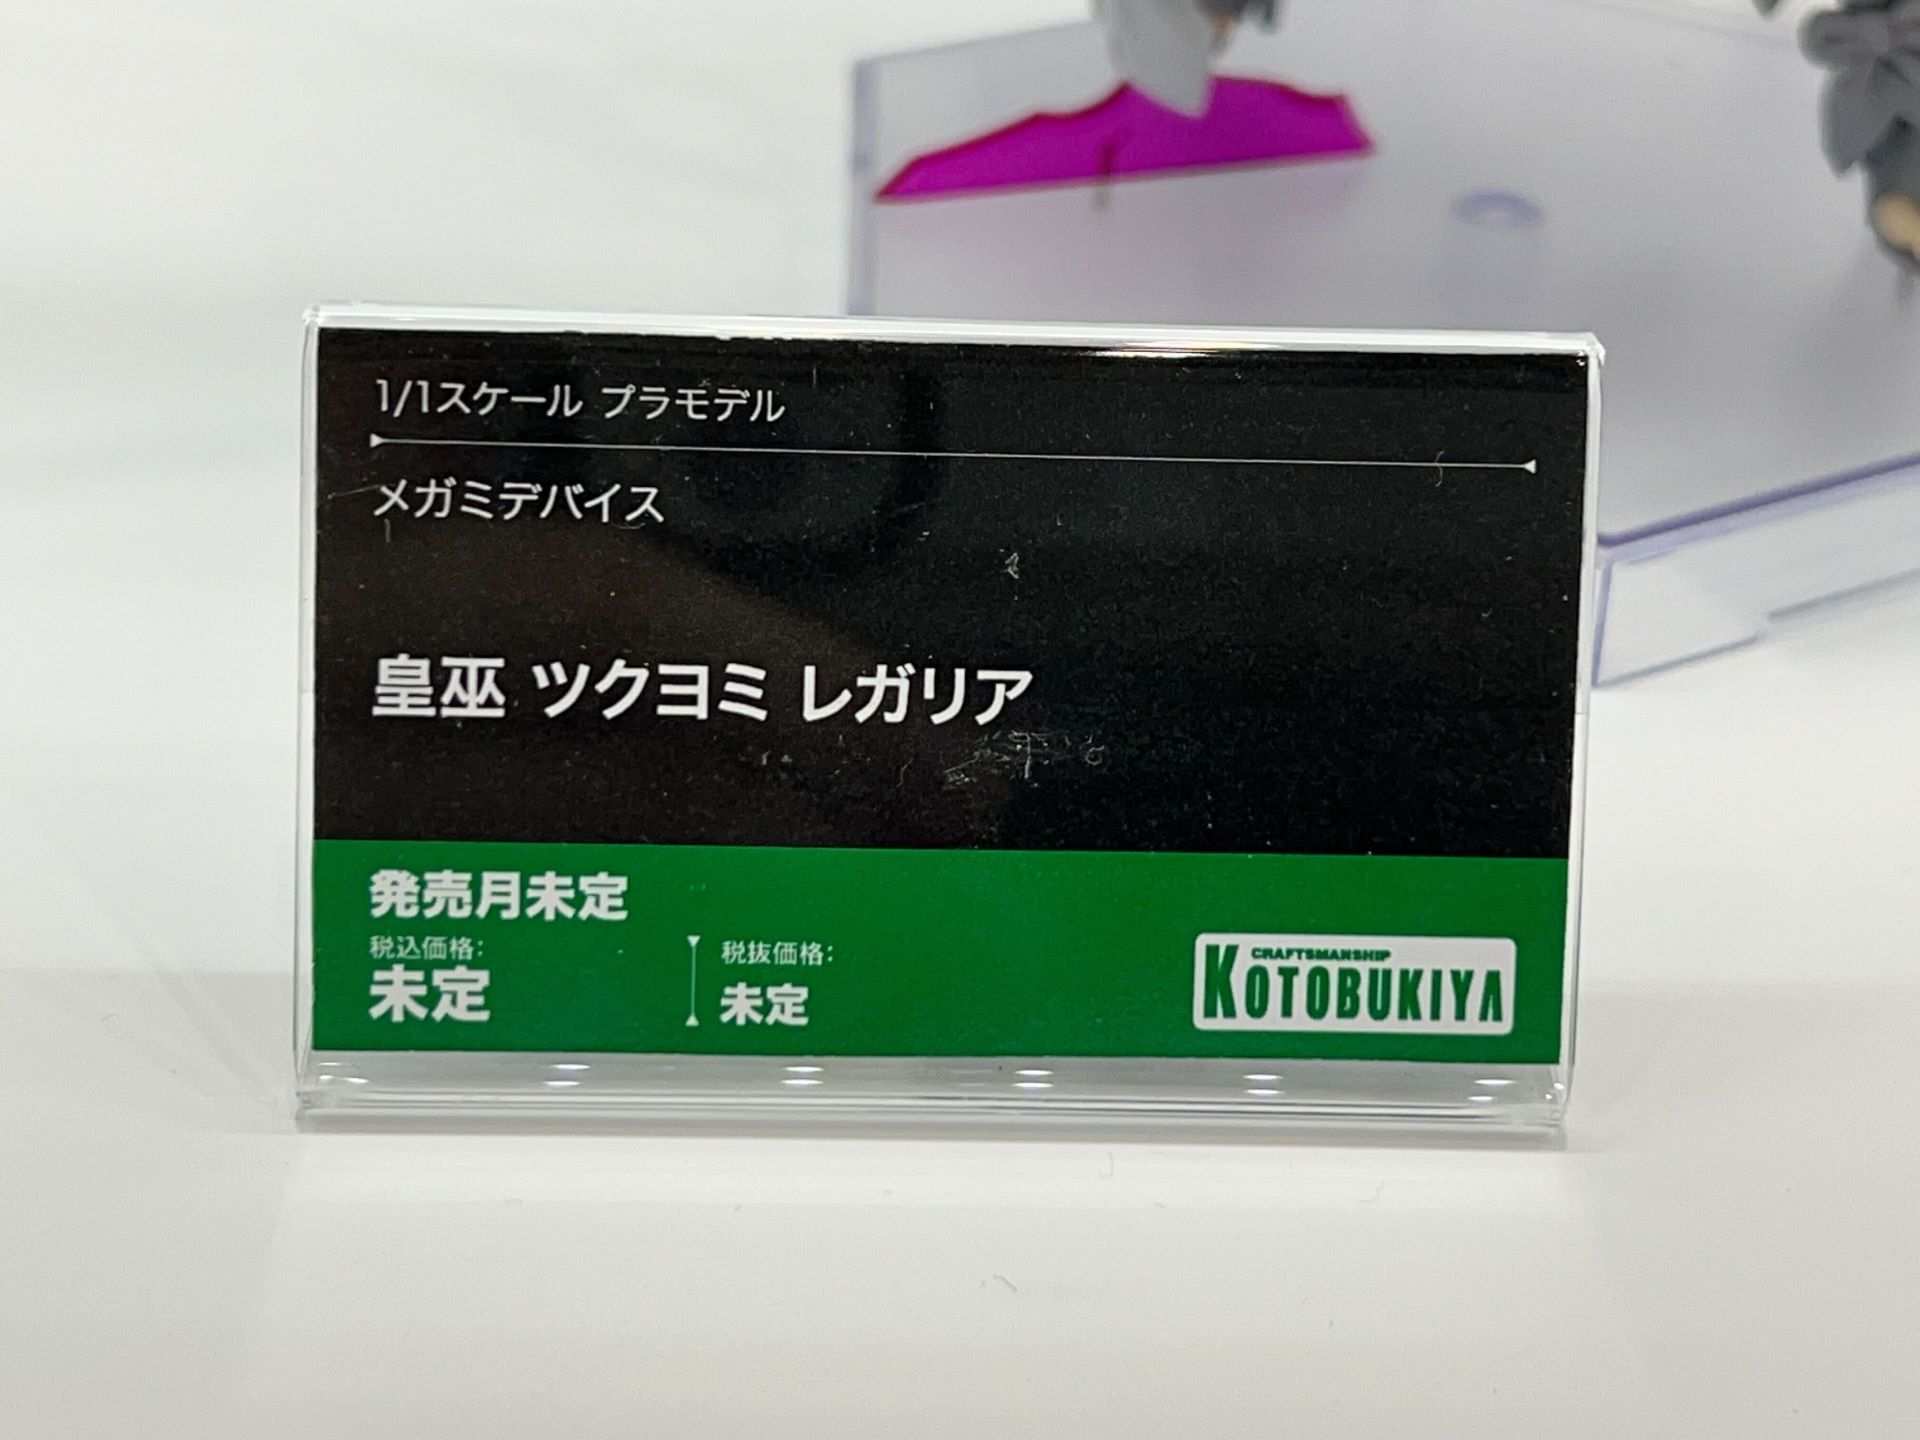 1/1スケール プラモデル
メガミデバイス
皇巫 ツクヨミ レガリア
発売月未定
税込価格:
未定
税抜価格:
未定
CRAFTSMANSHIP
KOTOBUKIYA